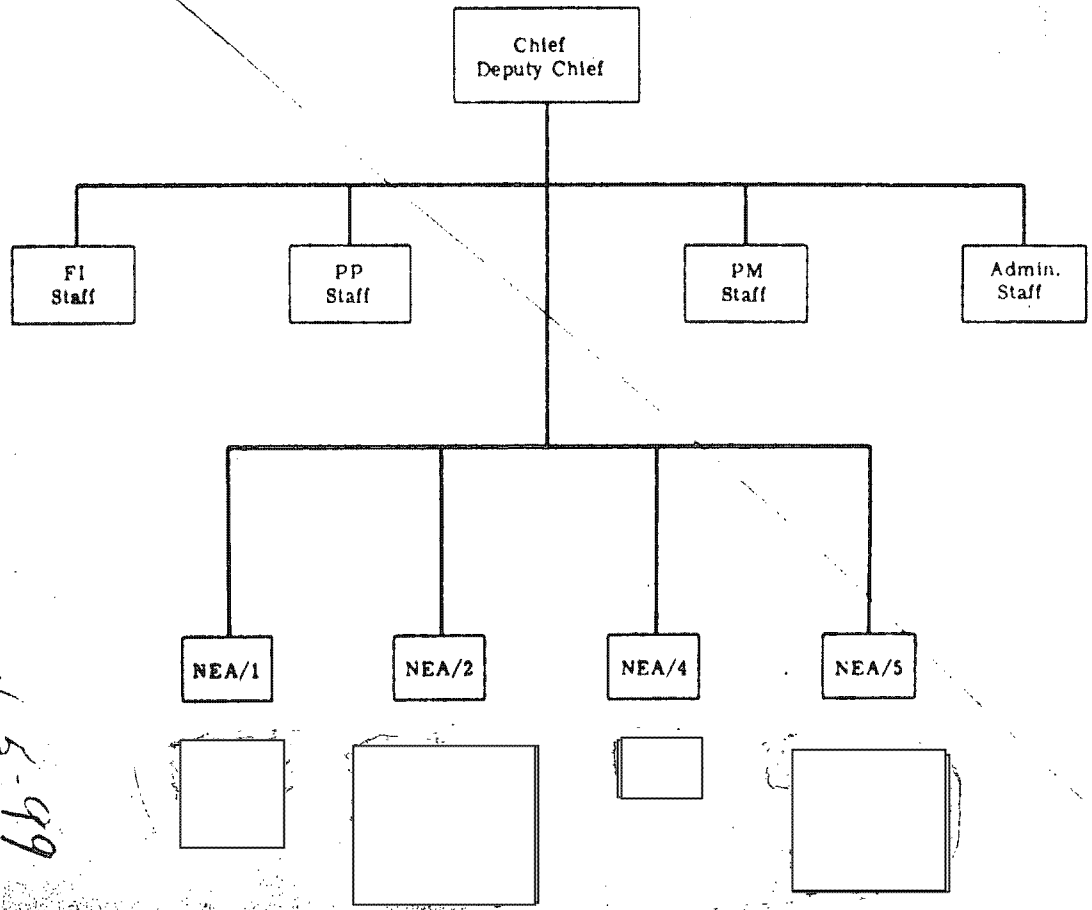 Chief
Deputy Chief
FI
Staff
PP
Staff
PM
Staff
Admin.
Staff
NEA/1
NEA/2
NEA/4
NEA/5